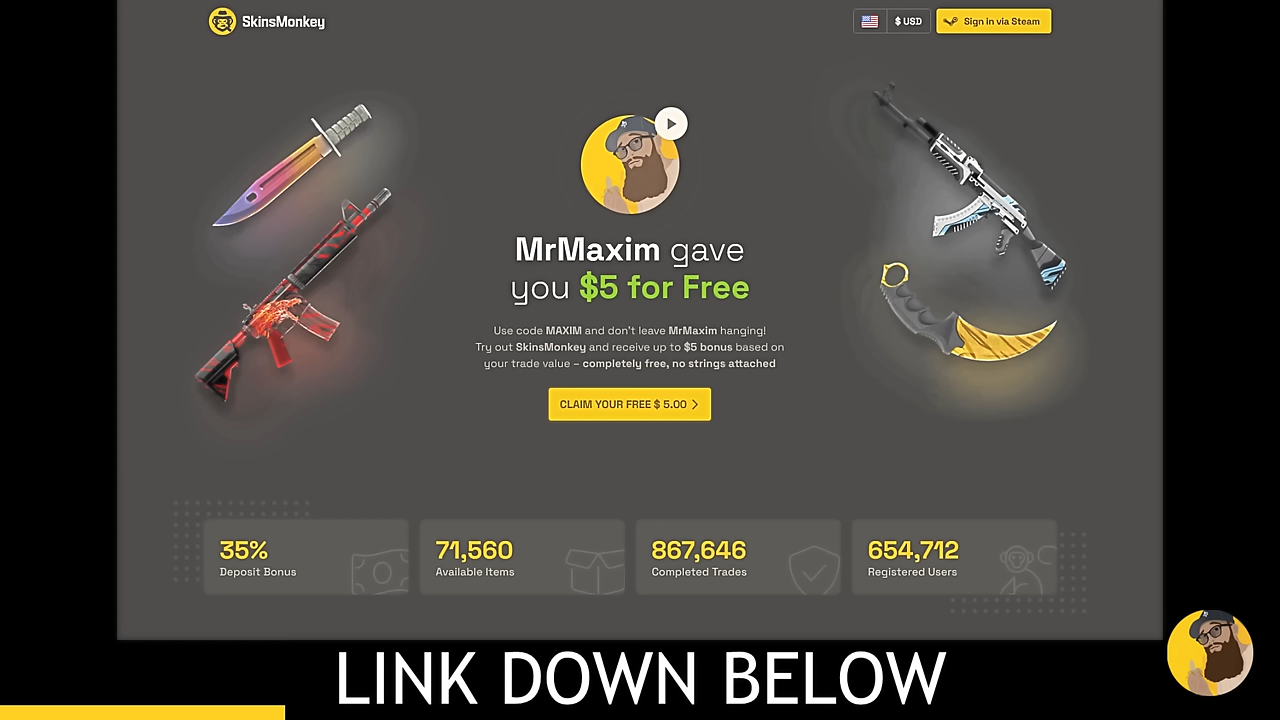 SkinsMonkey
$ USD
Sign in via Steam
MrMaxim gave
you $5 for Free
Use code MAXIM and don't leave MrMaxim hanging!
Try out SkinsMonkey and receive up to $5 bonus based on
your trade value – completely free, no strings attached
CLAIM YOUR FREE $ 5.00
35%
Deposit Bonus
71,560
Available Items
867,646
Completed Trades
654,712
Registered Users
LINK DOWN BELOW